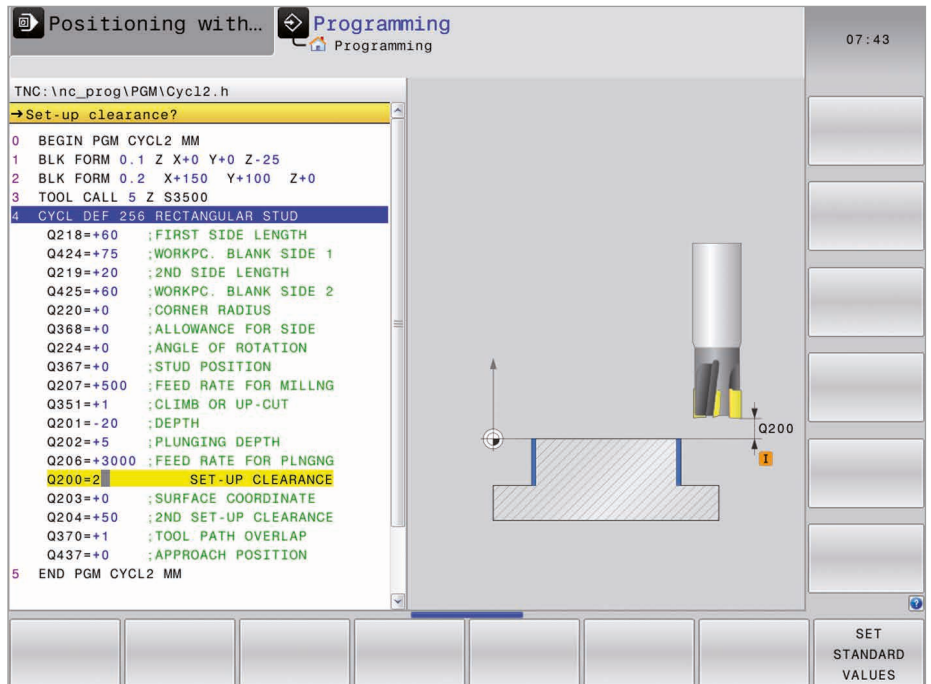 Positioning with...
Programming
Programming
07:43
TNC:\nc_prog\PGM\Cycl2.h
→Set-up clearance?
0 BEGIN PGM CYCL2 MM
1 BLK FORM 0.1 Z X+0 Y+0 Z-25
2 BLK FORM 0.2 X+150 Y+100 Z+0
3 TOOL CALL 5 Z S3500
4 CYCL DEF 256 RECTANGULAR STUD
Q218=+60 ;FIRST SIDE LENGTH
Q424=+75 ;WORKPC. BLANK SIDE 1
Q219=+20 ;2ND SIDE LENGTH
Q425=+60 ;WORKPC. BLANK SIDE 2
Q220=+0 ;CORNER RADIUS
Q368=+0 ;ALLOWANCE FOR SIDE
Q224=+0 ;ANGLE OF ROTATION
Q367=+0 ;STUD POSITION
Q207=+500 ;FEED RATE FOR MILLNG
Q351=+1 ;CLIMB OR UP-CUT
Q201=-20 ;DEPTH
Q202=+5 ;PLUNGING DEPTH
Q206=+3000 ;FEED RATE FOR PLNGNG
Q200=2 SET-UP CLEARANCE
Q203=+0 ;SURFACE COORDINATE
Q204=+50 ;2ND SET-UP CLEARANCE
Q370=+1 ;TOOL PATH OVERLAP
Q437=+0 ;APPROACH POSITION
5 END PGM CYCL2 MM
Q200
I
?
SET
STANDARD
VALUES